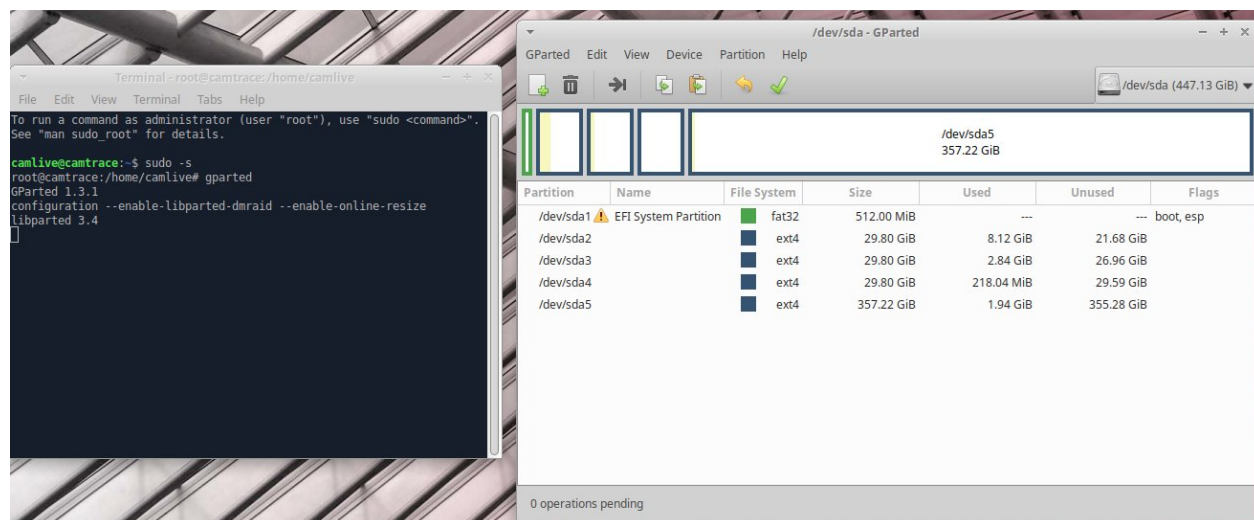 Terminal - root@camtrace:/home/camlive
File Edit View Terminal Tabs Help
To run a command as administrator (user "root"), use "sudo <command>".
See "man sudo_root" for details.
camlive@camtrace:~$ sudo -s
root@camtrace:/home/camlive# gparted
GParted 1.3.1
configuration --enable-libparted-dmraid --enable-online-resize
libparted 3.4
/dev/sda - GParted
GParted Edit View Device Partition Help
/dev/sda (447.13 GiB)
/dev/sda5
357.22 GiB
Partition Name File System Size Used Unused Flags
/dev/sda1 EFI System Partition fat32 512.00 MiB --- --- boot, esp
/dev/sda2 ext4 29.80 GiB 8.12 GiB 21.68 GiB
/dev/sda3 ext4 29.80 GiB 2.84 GiB 26.96 GiB
/dev/sda4 ext4 29.80 GiB 218.04 MiB 29.59 GiB
/dev/sda5 ext4 357.22 GiB 1.94 GiB 355.28 GiB
0 operations pending